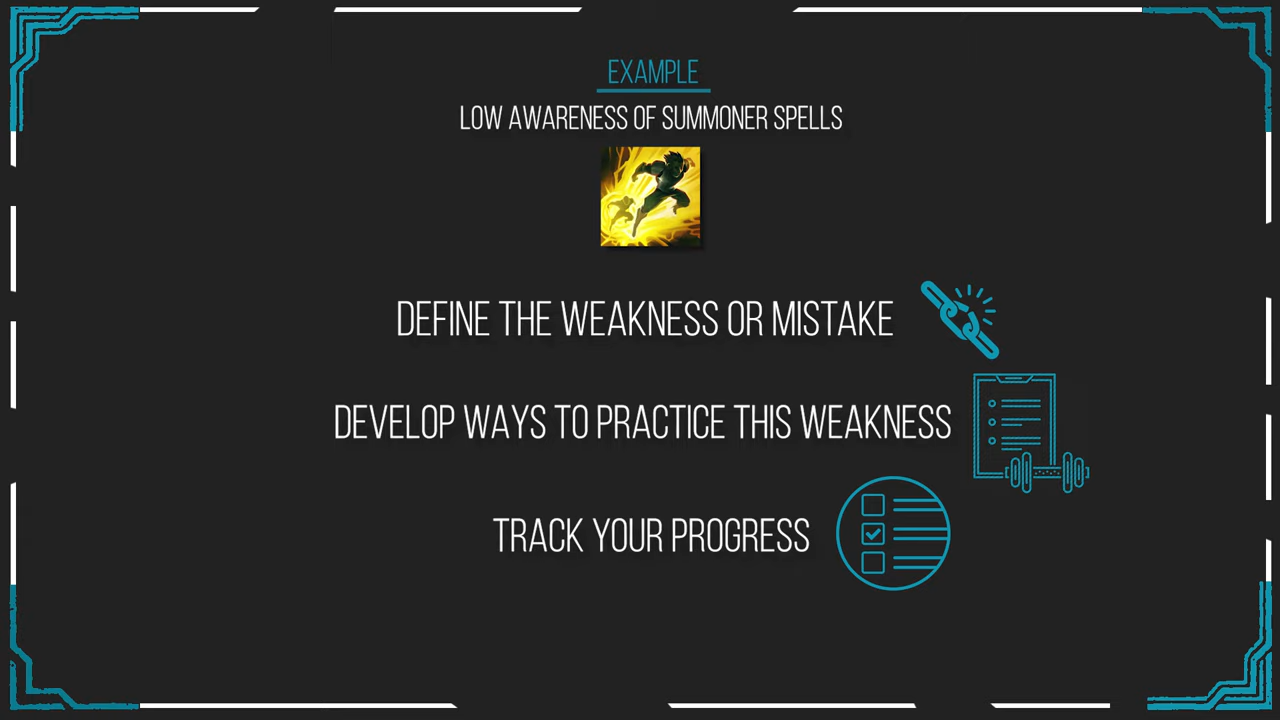 EXAMPLE
LOW AWARENESS OF SUMMONER SPELLS
DEFINE THE WEAKNESS OR MISTAKE
DEVELOP WAYS TO PRACTICE THIS WEAKNESS
TRACK YOUR PROGRESS